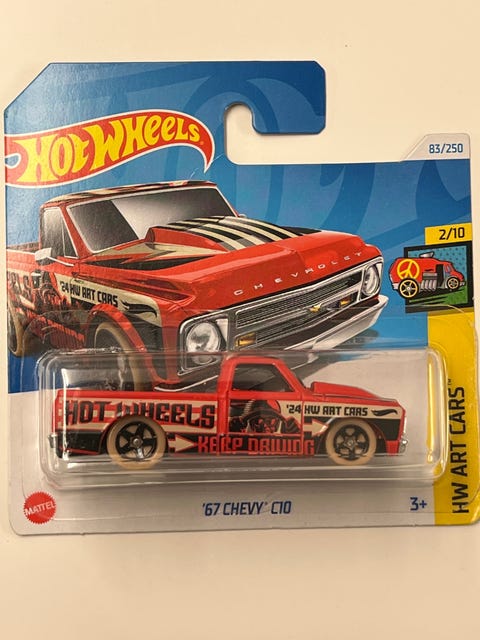 HOT WHEELS
83/250
2/10
CHEVROLET
'24 HW ART CARS
HOT WHEELS
'24 HW ART CARS
KEEP DRIVING
HW ART CARS™
MATTEL
'67 CHEVY C10
3+